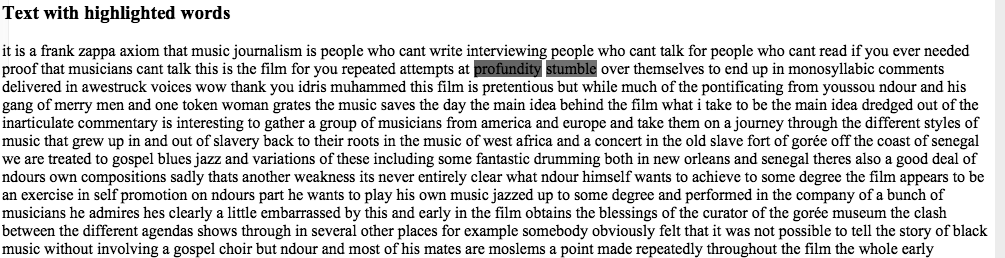 Text with highlighted words
it is a frank zappa axiom that music journalism is people who cant write interviewing people who cant talk for people who cant read if you ever needed
proof that musicians cant talk this is the film for you repeated attempts at profundity stumble over themselves to end up in monosyllabic comments
delivered in awestruck voices wow thank you idris muhammed this film is pretentious but while much of the pontificating from youssou ndour and his
gang of merry men and one token woman grates the music saves the day the main idea behind the film what i take to be the main idea dredged out of the
inarticulate commentary is interesting to gather a group of musicians from america and europe and take them on a journey through the different styles of
music that grew up in and out of slavery back to their roots in the music of west africa and a concert in the old slave fort of gorée off the coast of senegal
we are treated to gospel blues jazz and variations of these including some fantastic drumming both in new orleans and senegal theres also a good deal of
ndours own compositions sadly thats another weakness its never entirely clear what ndour himself wants to achieve to some degree the film appears to be
an exercise in self promotion on ndours part he wants to play his own music jazzed up to some degree and performed in the company of a bunch of
musicians he admires hes clearly a little embarrassed by this and early in the film obtains the blessings of the curator of the gorée museum the clash
between the different agendas shows through in several other places for example somebody obviously felt that it was not possible to tell the story of black
music without involving a gospel choir but ndour and most of his mates are moslems a point made repeatedly throughout the film the whole early